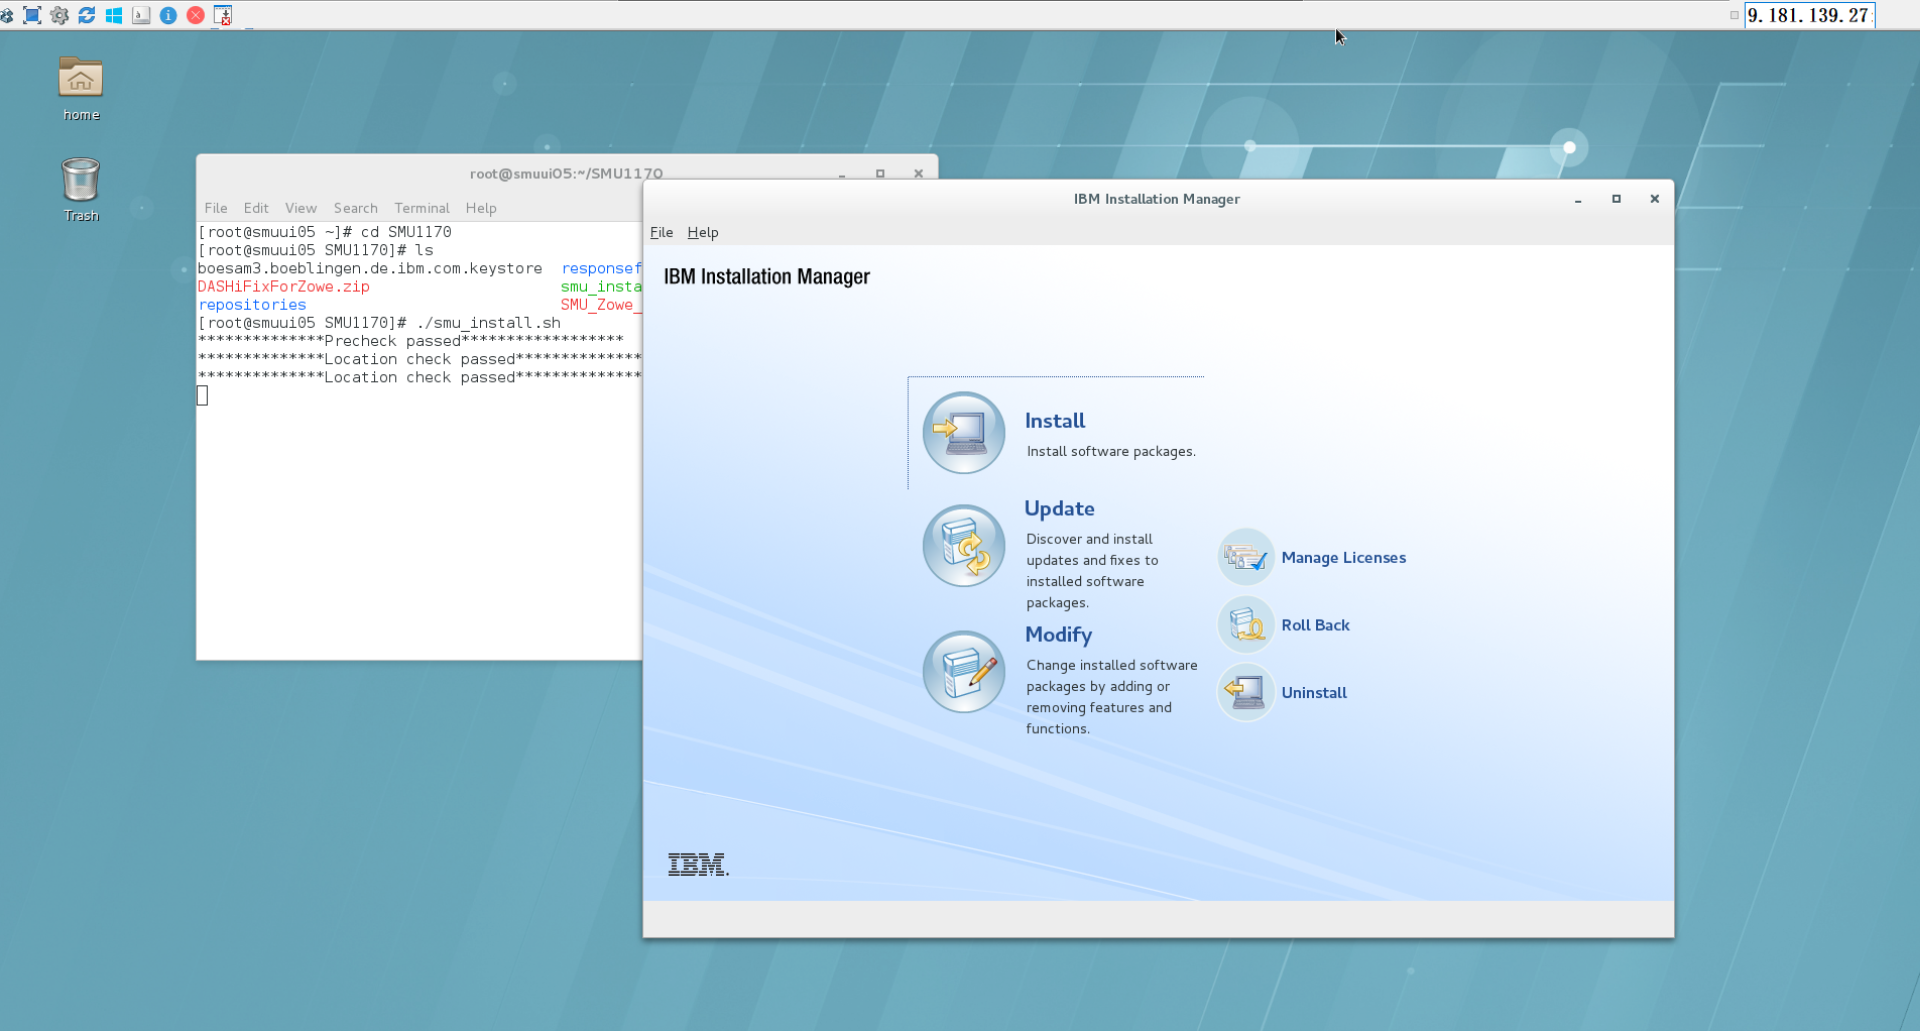 9.181.139.27:
home
Trash
root@smuui05:~/SMU1170
File Edit View Search Terminal Help
[root@smuui05 ~]# cd SMU1170
[root@smuui05 SMU1170]# ls
boesam3.boeblingen.de.ibm.com.keystore responsef
DASHiFixForZowe.zip smu_insta
repositories SMU_Zowe_
[root@smuui05 SMU1170]# ./smu_install.sh
**************Precheck passed******************
**************Location check passed**************
**************Location check passed**************
IBM Installation Manager
File Help
IBM Installation Manager
Install
Install software packages.
Update
Discover and install
updates and fixes to
installed software
packages.
Modify
Change installed software
packages by adding or
removing features and
functions.
Manage Licenses
Roll Back
Uninstall
IBM.